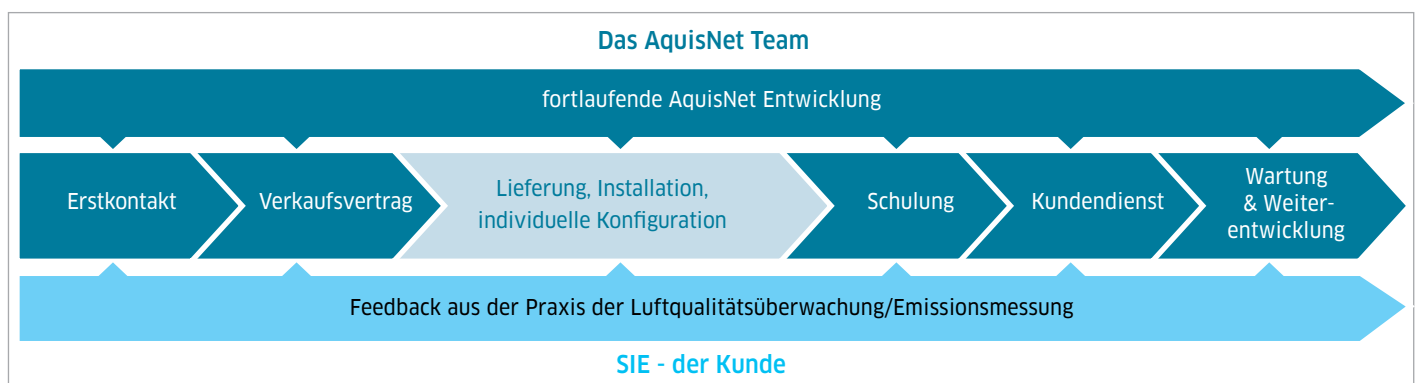 Das AquisNet Team
fortlaufende AquisNet Entwicklung
Erstkontakt
Verkaufsvertrag
Lieferung, Installation,
individuelle Konfiguration
Schulung
Kundendienst
Wartung
& Weiter-
entwicklung
Feedback aus der Praxis der Luftqualitätsüberwachung/Emissionsmessung
SIE - der Kunde